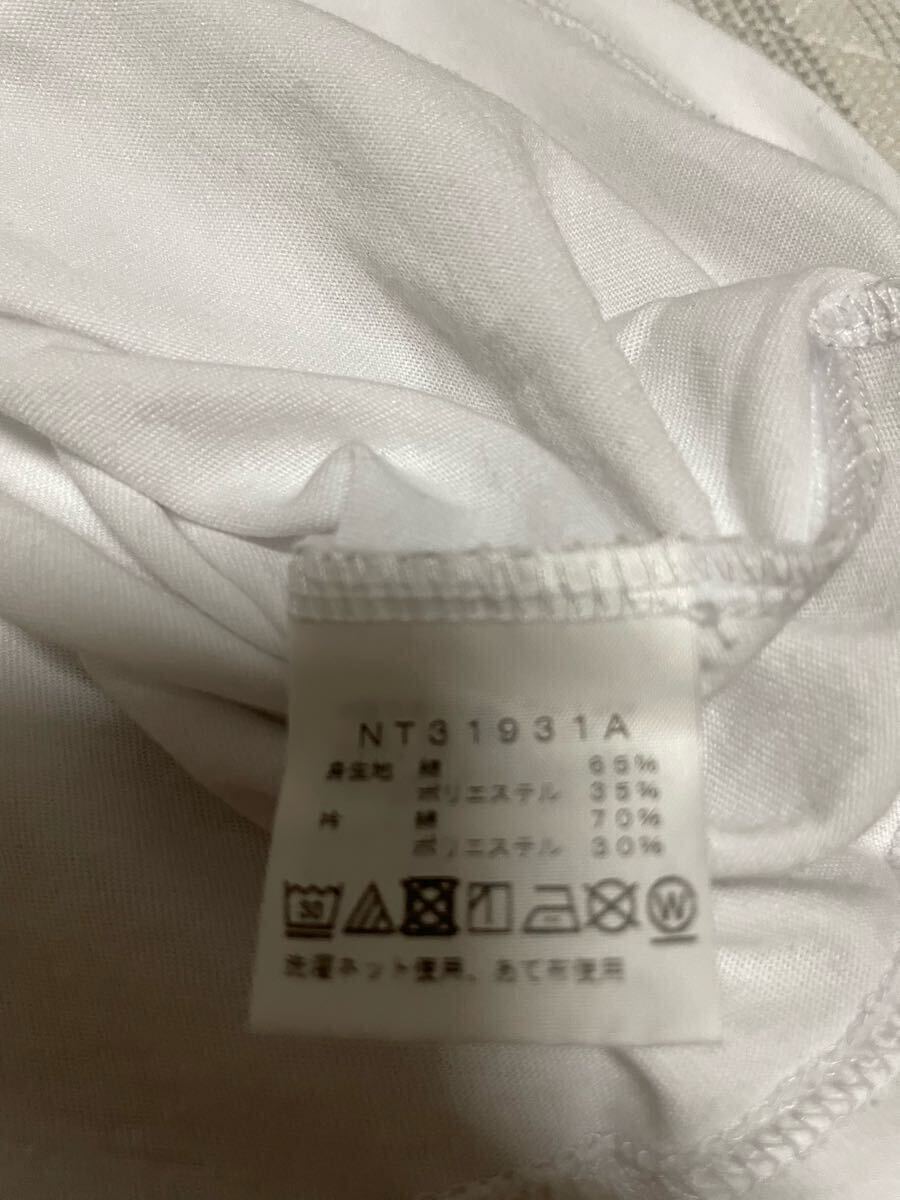 NT31931A
身生地 綿 65%
ポリエステル 35%
衿 綿 70%
ポリエステル 30%
30 W
洗濯ネット使用、あて布使用